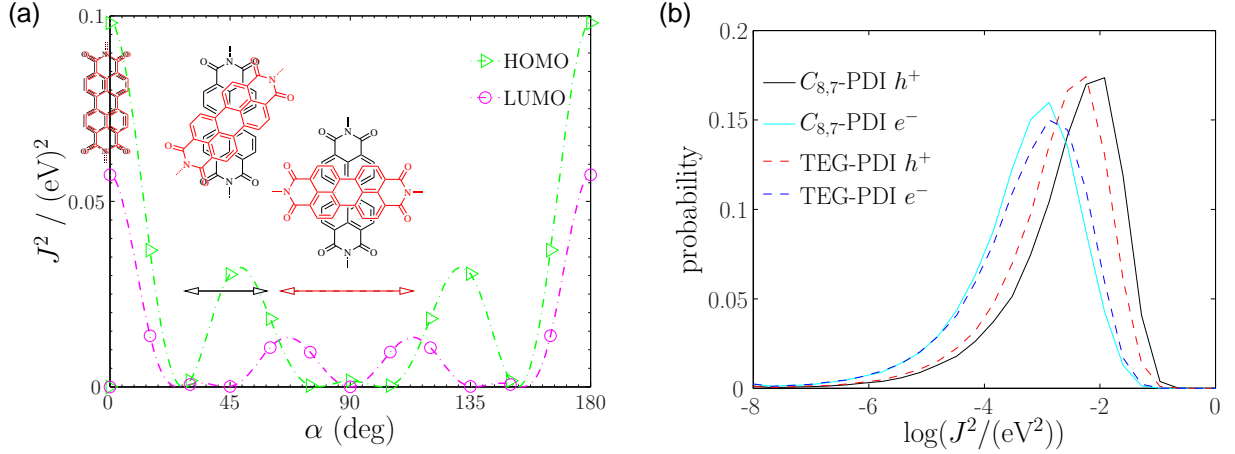 (a)
0.1
0.05
0
J² / (eV)²
HOMO
LUMO
0
45
90
135
180
α (deg)
O
N
O
O
N
O
O
N
O
O
N
O
O
N
O
O
N
O
O
N
O
O
N
O
O
N
O
O
N
O
(b)
0.2
0.15
0.1
0.05
0
probability
C₈,₇-PDI h⁺
C₈,₇-PDI e⁻
TEG-PDI h⁺
TEG-PDI e⁻
-8
-6
-4
-2
0
log(J²/(eV²))